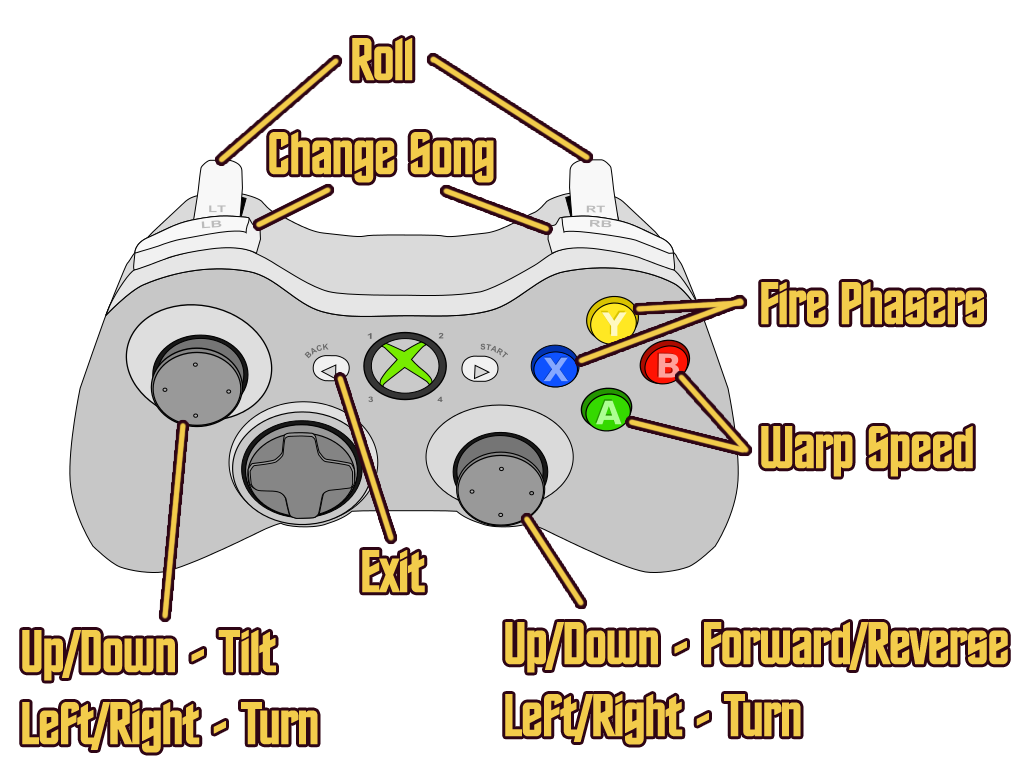 Roll
Change Song
LT
RT
LB
RB
Fire Phasers
Y
1
2
BACK
START
X
B
3
4
A
Warp Speed
Exit
Up/Down - Tilt
Left/Right - Turn
Up/Down - Forward/Reverse
Left/Right - Turn